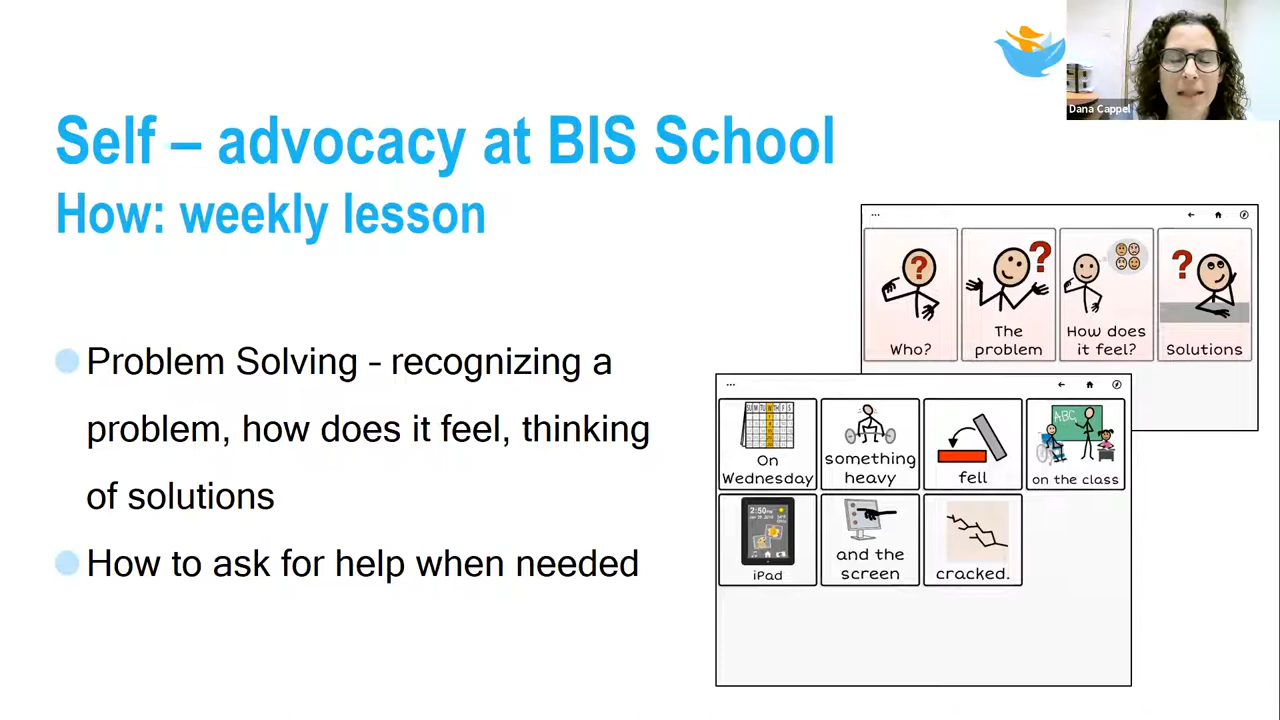 Dana Cappel
Self – advocacy at BIS School
How: weekly lesson
Problem Solving - recognizing a
problem, how does it feel, thinking
of solutions
How to ask for help when needed
Who?
The
problem
How does
it feel?
Solutions
On
Wednesday
something
heavy
fell
ABC
on the class
iPad
and the
screen
cracked.